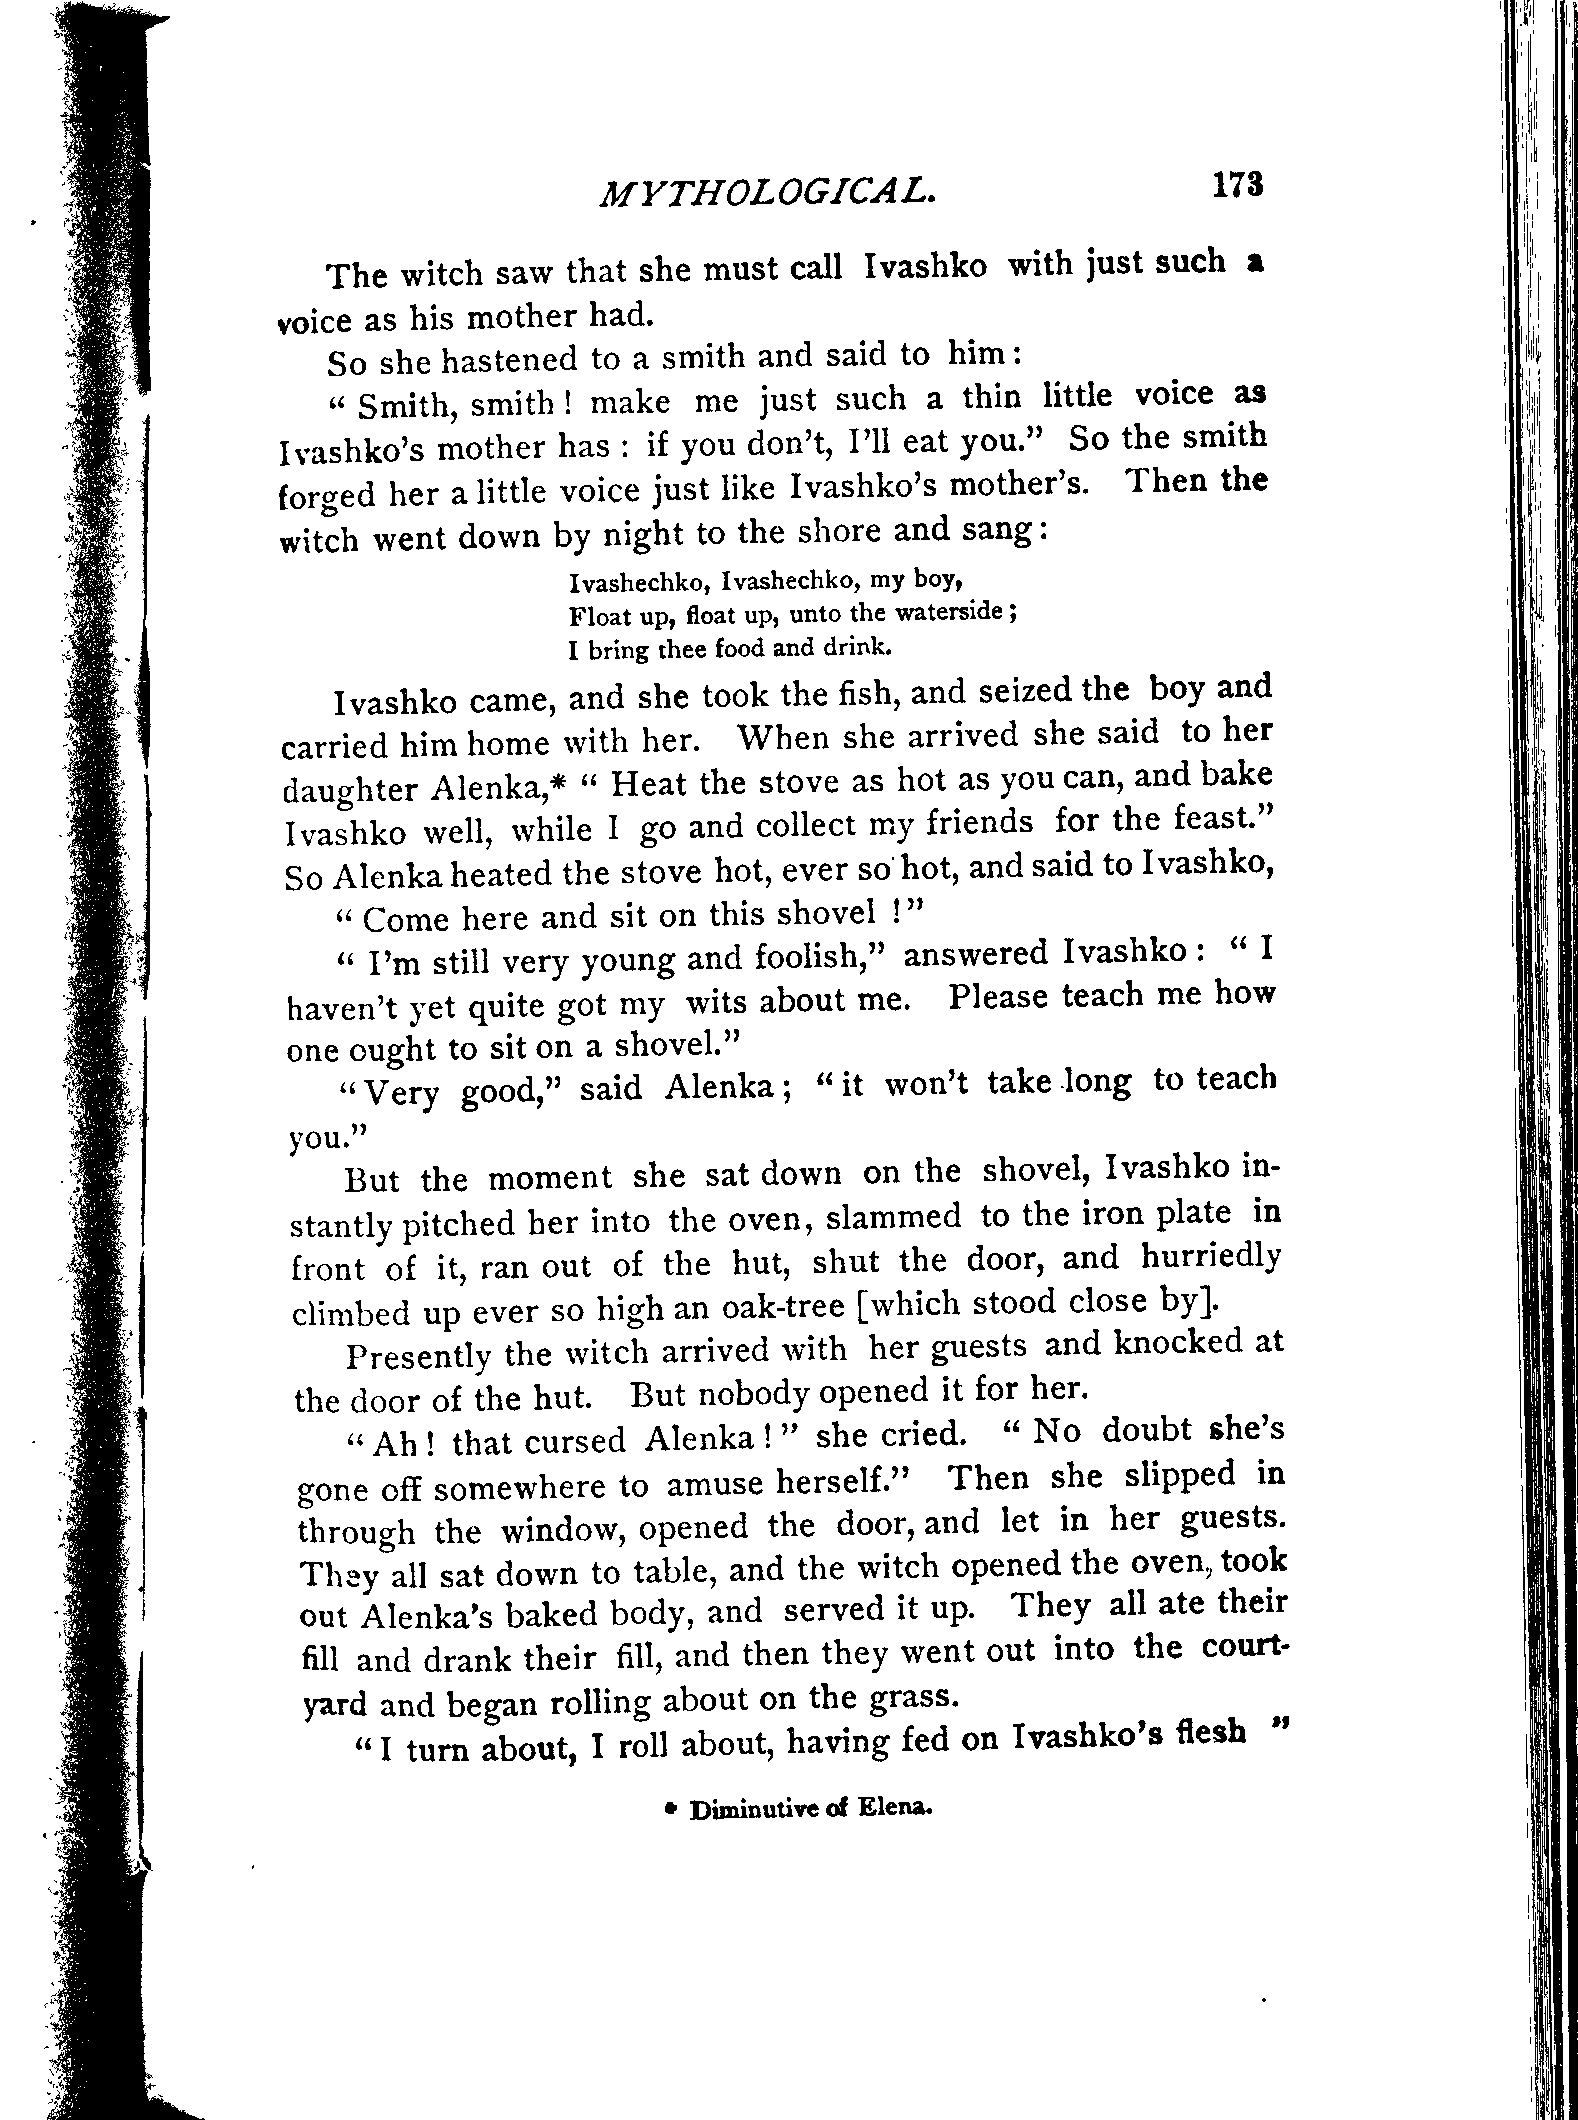 MYTHOLOGICAL. 173
The witch saw that she must call Ivashko with just such a
voice as his mother had.
So she hastened to a smith and said to him:
“ Smith, smith ! make me just such a thin little voice as
Ivashko’s mother has : if you don’t, I’ll eat you.” So the smith
forged her a little voice just like Ivashko’s mother’s. Then the
witch went down by night to the shore and sang:
Ivashechko, Ivashechko, my boy,
Float up, float up, unto the waterside;
I bring thee food and drink.
Ivashko came, and she took the fish, and seized the boy and
carried him home with her. When she arrived she said to her
daughter Alenka,* “ Heat the stove as hot as you can, and bake
Ivashko well, while I go and collect my friends for the feast.”
So Alenka heated the stove hot, ever so hot, and said to Ivashko,
“ Come here and sit on this shovel !”
“ I’m still very young and foolish,” answered Ivashko : “ I
haven’t yet quite got my wits about me. Please teach me how
one ought to sit on a shovel.”
“Very good,” said Alenka; “it won’t take long to teach
you.”
But the moment she sat down on the shovel, Ivashko in-
stantly pitched her into the oven, slammed to the iron plate in
front of it, ran out of the hut, shut the door, and hurriedly
climbed up ever so high an oak-tree [which stood close by].
Presently the witch arrived with her guests and knocked at
the door of the hut. But nobody opened it for her.
“Ah ! that cursed Alenka ! ” she cried. “ No doubt she’s
gone off somewhere to amuse herself.” Then she slipped in
through the window, opened the door, and let in her guests.
They all sat down to table, and the witch opened the oven, took
out Alenka’s baked body, and served it up. They all ate their
fill and drank their fill, and then they went out into the court-
yard and began rolling about on the grass.
“I turn about, I roll about, having fed on Ivashko’s flesh ”
* Diminutive of Elena.